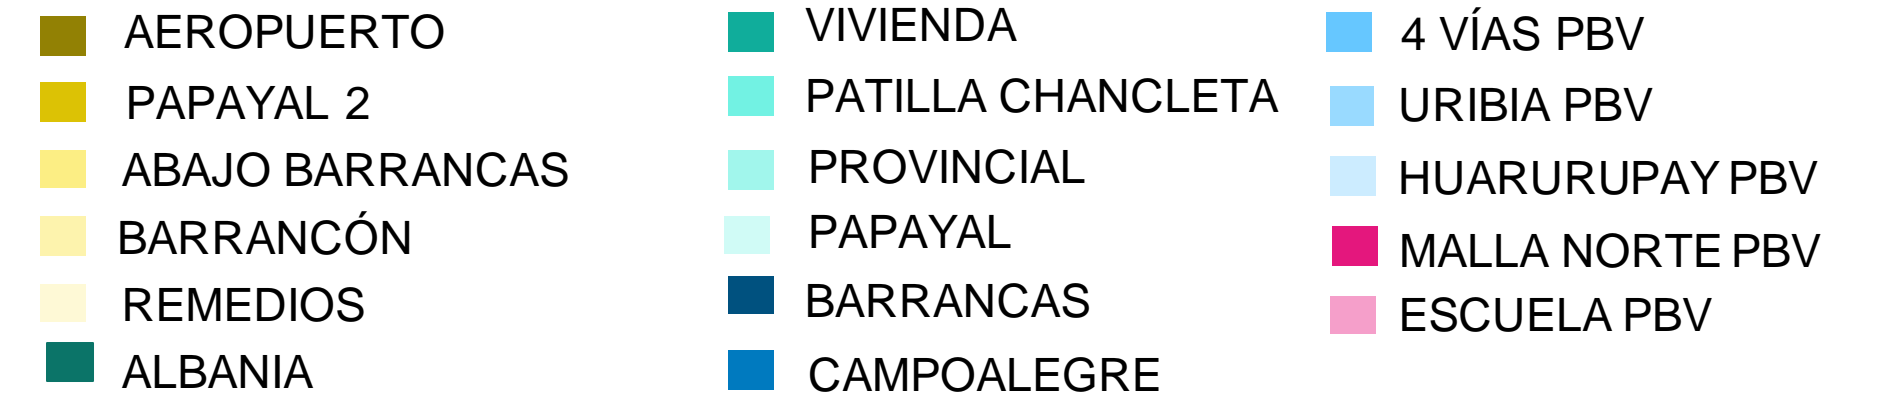 AEROPUERTO
PAPAYAL 2
ABAJO BARRANCAS
BARRANCÓN
REMEDIOS
ALBANIA
VIVIENDA
PATILLA CHANCLETA
PROVINCIAL
PAPAYAL
BARRANCAS
CAMPOALEGRE
4 VÍAS PBV
URIBIA PBV
HUARURUPAY PBV
MALLA NORTE PBV
ESCUELA PBV